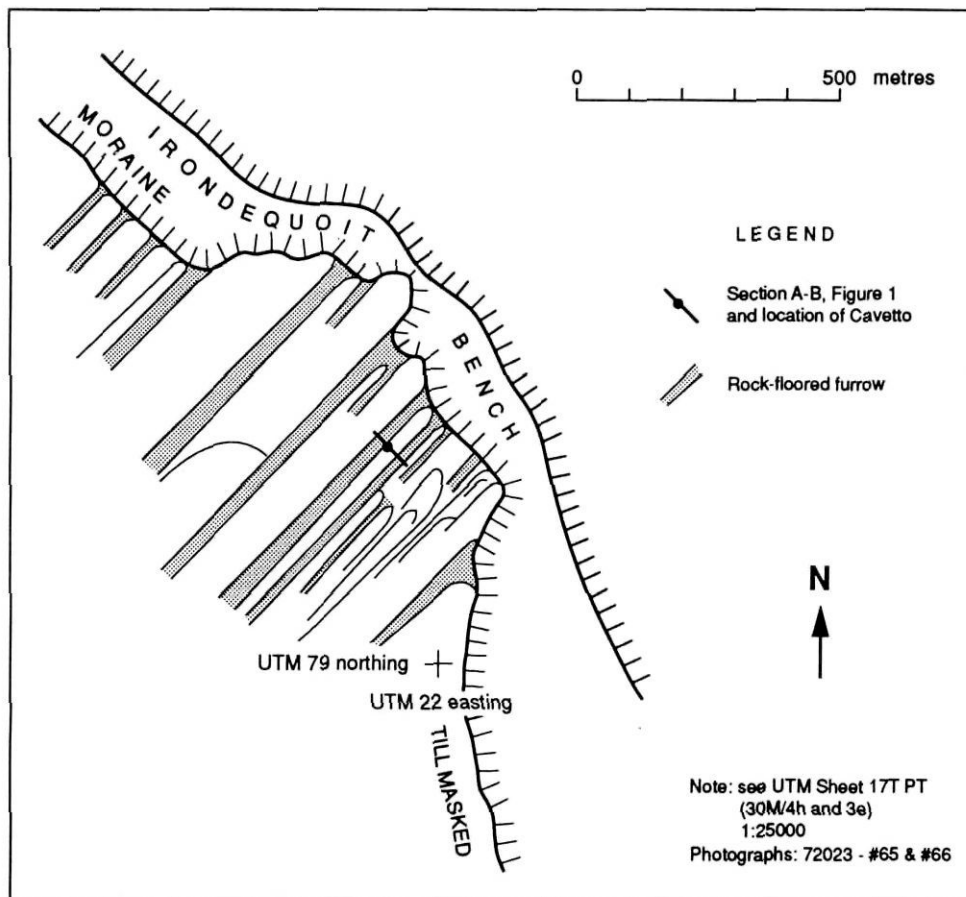 0 500 metres
MORAINE
IRONDEQUOIT
BENCH
LEGEND
Section A-B, Figure 1
and location of Cavetto
Rock-floored furrow
N
UTM 79 northing
UTM 22 easting
TILL MASKED
Note: see UTM Sheet 17T PT
(30M/4h and 3e)
1:25000
Photographs: 72023 - #65 & #66